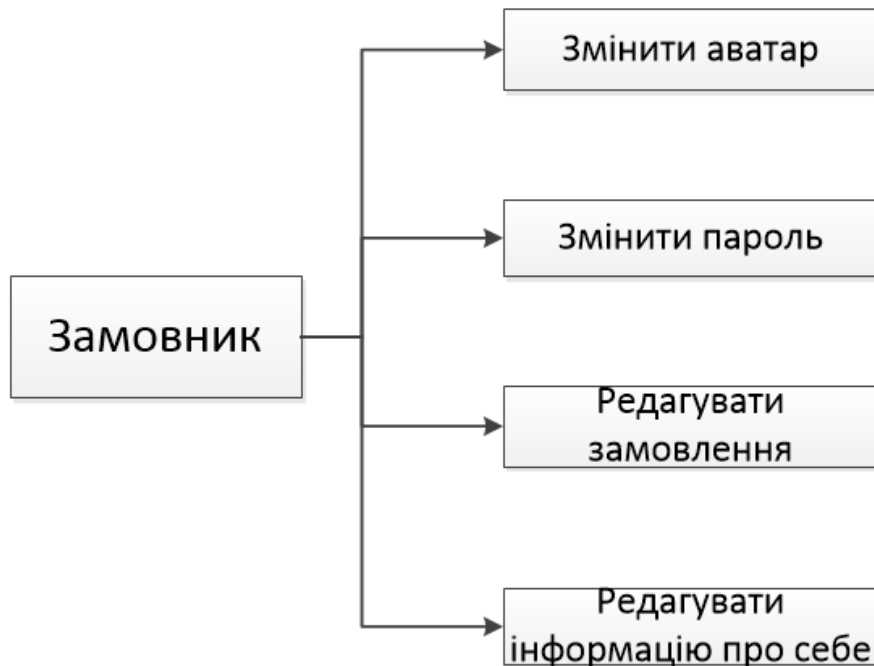 Змінити аватар
Змінити пароль
Замовник
Редагувати
замовлення
Редагувати
інформацію про себе